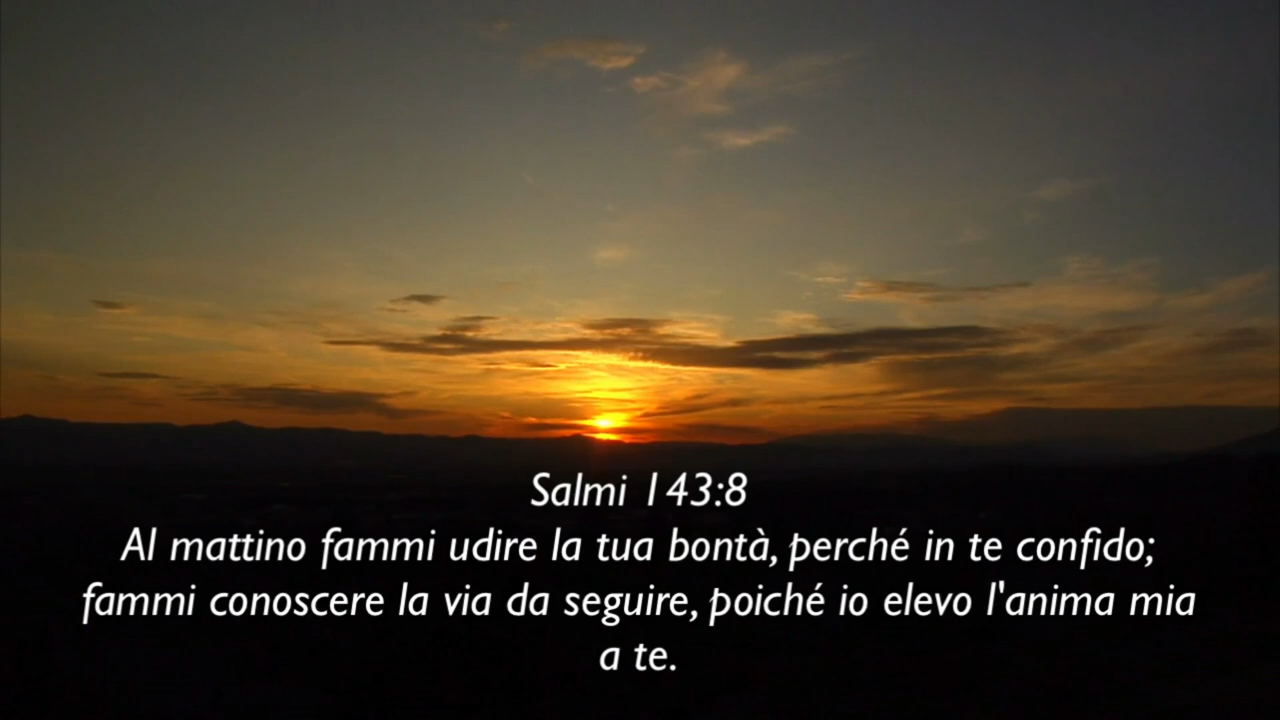 Salmi 143:8
Al mattino fammi udire la tua bontà, perché in te confido;
fammi conoscere la via da seguire, poiché io elevo l'anima mia
a te.